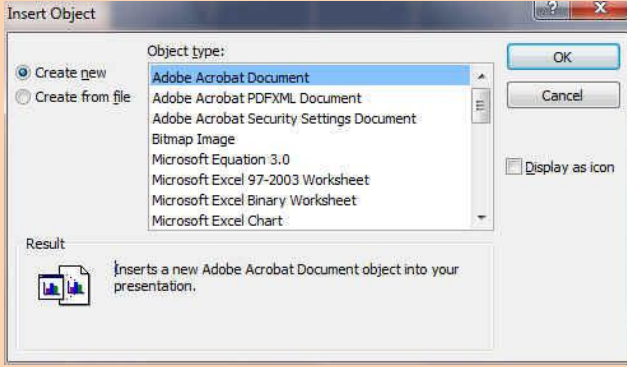 Insert Object
Object type:
Create new
Create from file
Adobe Acrobat Document
Adobe Acrobat PDFXML Document
Adobe Acrobat Security Settings Document
Bitmap Image
Microsoft Equation 3.0
Microsoft Excel 97-2003 Worksheet
Microsoft Excel Binary Worksheet
Microsoft Excel Chart
OK
Cancel
Display as icon
Result
Inserts a new Adobe Acrobat Document object into your
presentation.